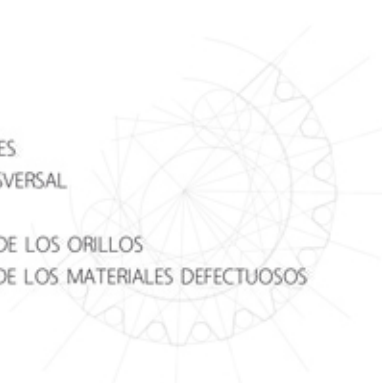 ES
SVERSAL
DE LOS ORILLOS
DE LOS MATERIALES DEFECTUOSOS